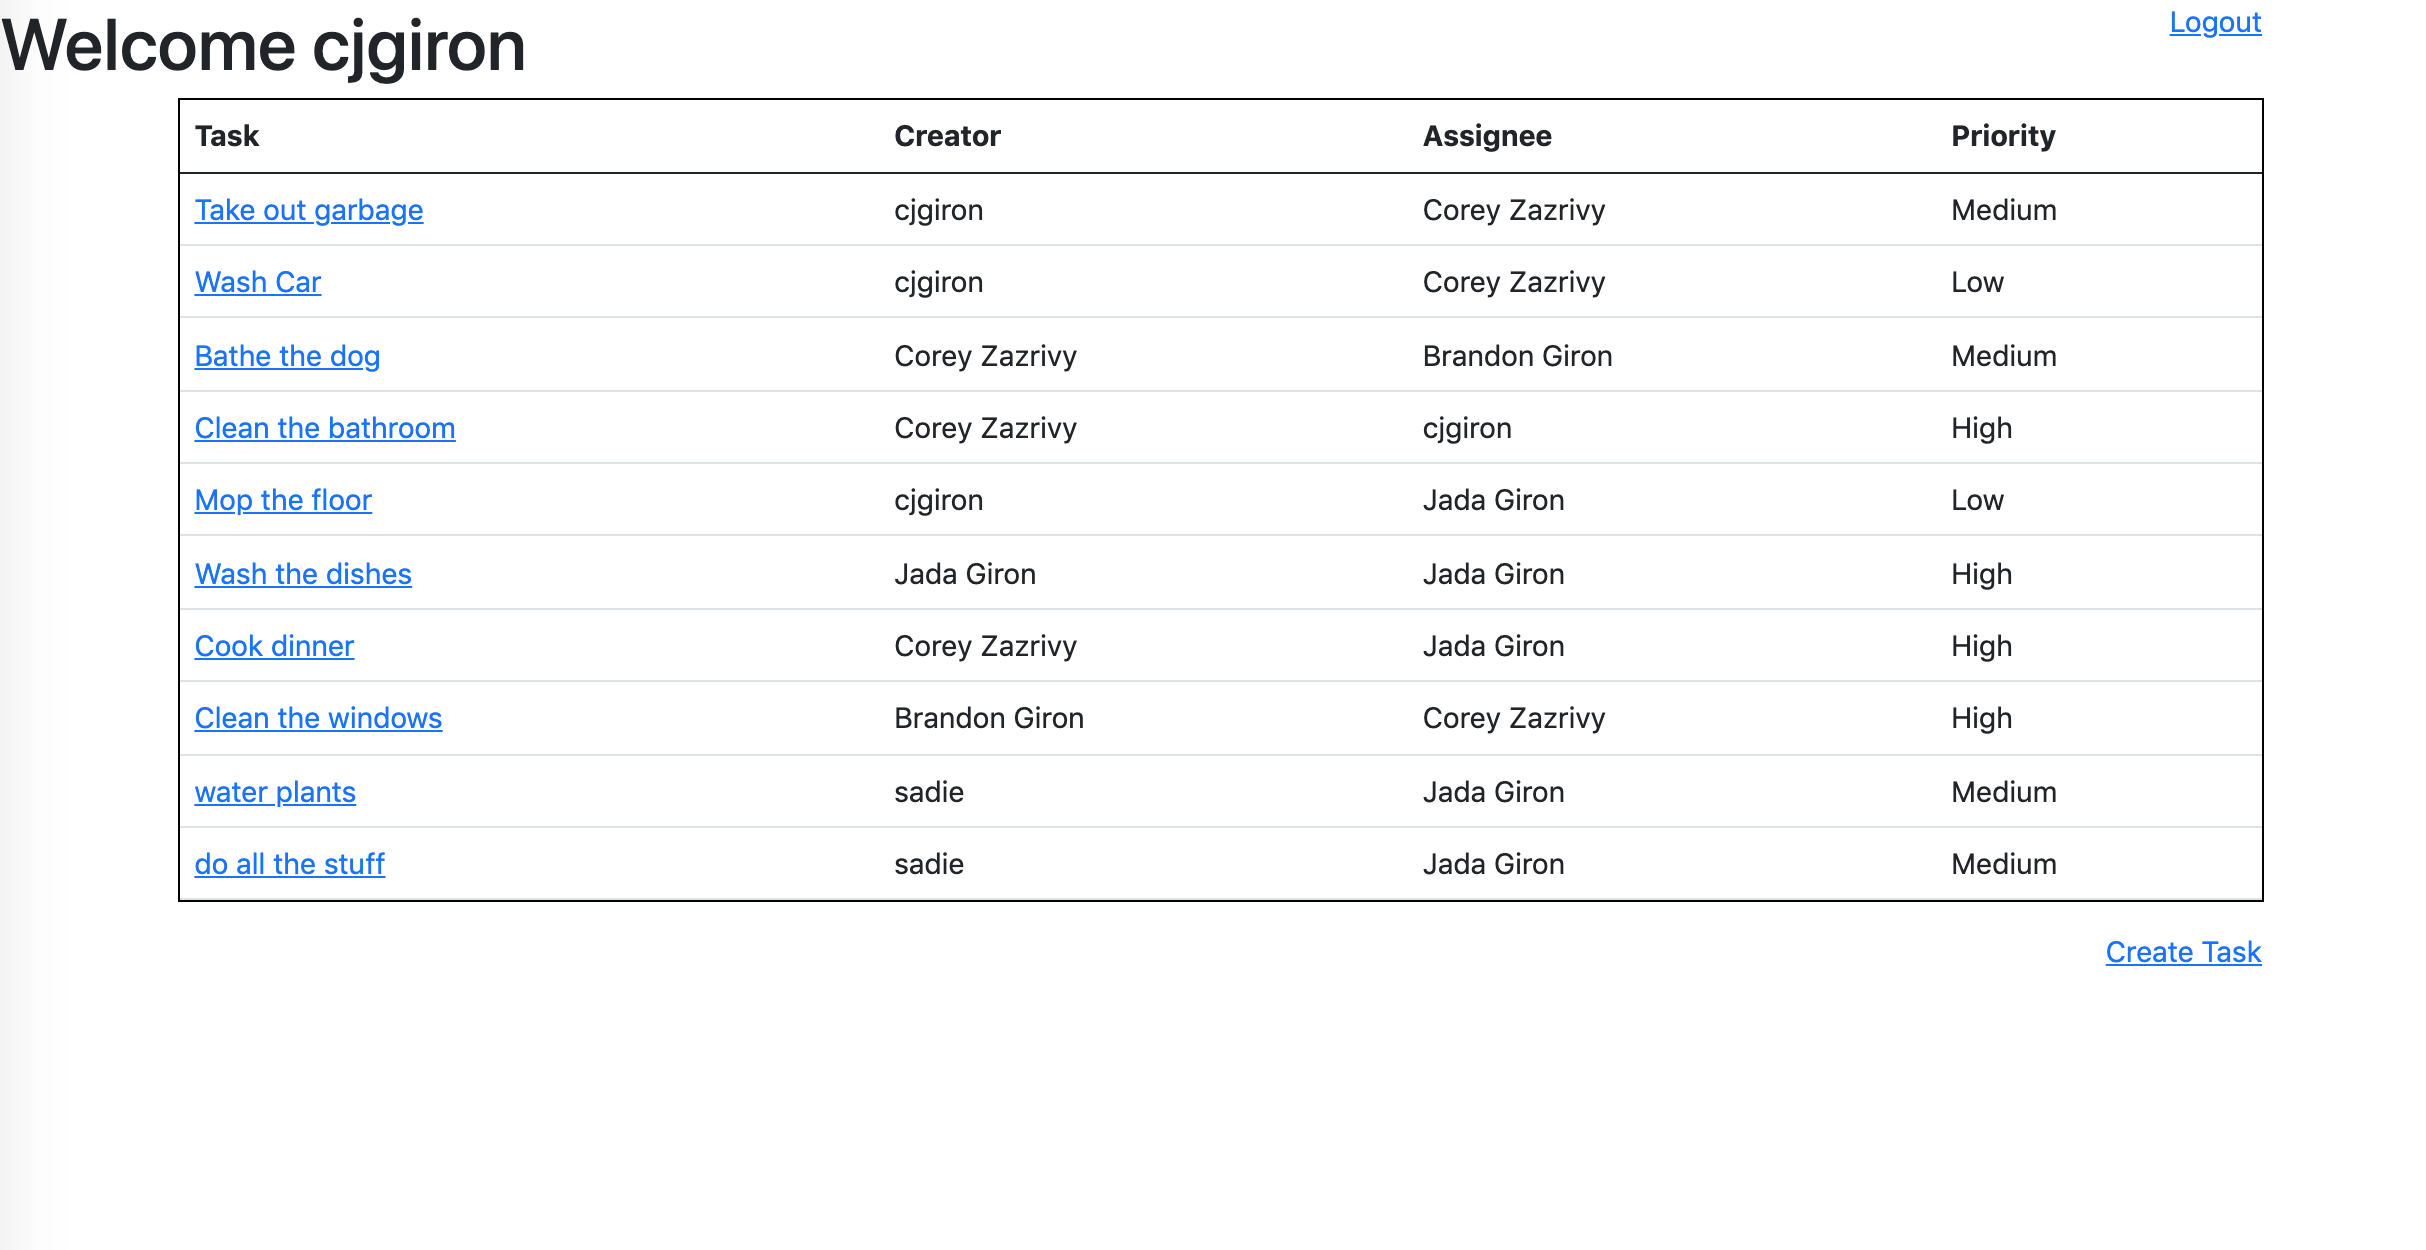 Welcome cjgiron
Logout
Task Creator Assignee Priority
Take out garbage cjgiron Corey Zazrivy Medium
Wash Car cjgiron Corey Zazrivy Low
Bathe the dog Corey Zazrivy Brandon Giron Medium
Clean the bathroom Corey Zazrivy cjgiron High
Mop the floor cjgiron Jada Giron Low
Wash the dishes Jada Giron Jada Giron High
Cook dinner Corey Zazrivy Jada Giron High
Clean the windows Brandon Giron Corey Zazrivy High
water plants sadie Jada Giron Medium
do all the stuff sadie Jada Giron Medium
Create Task